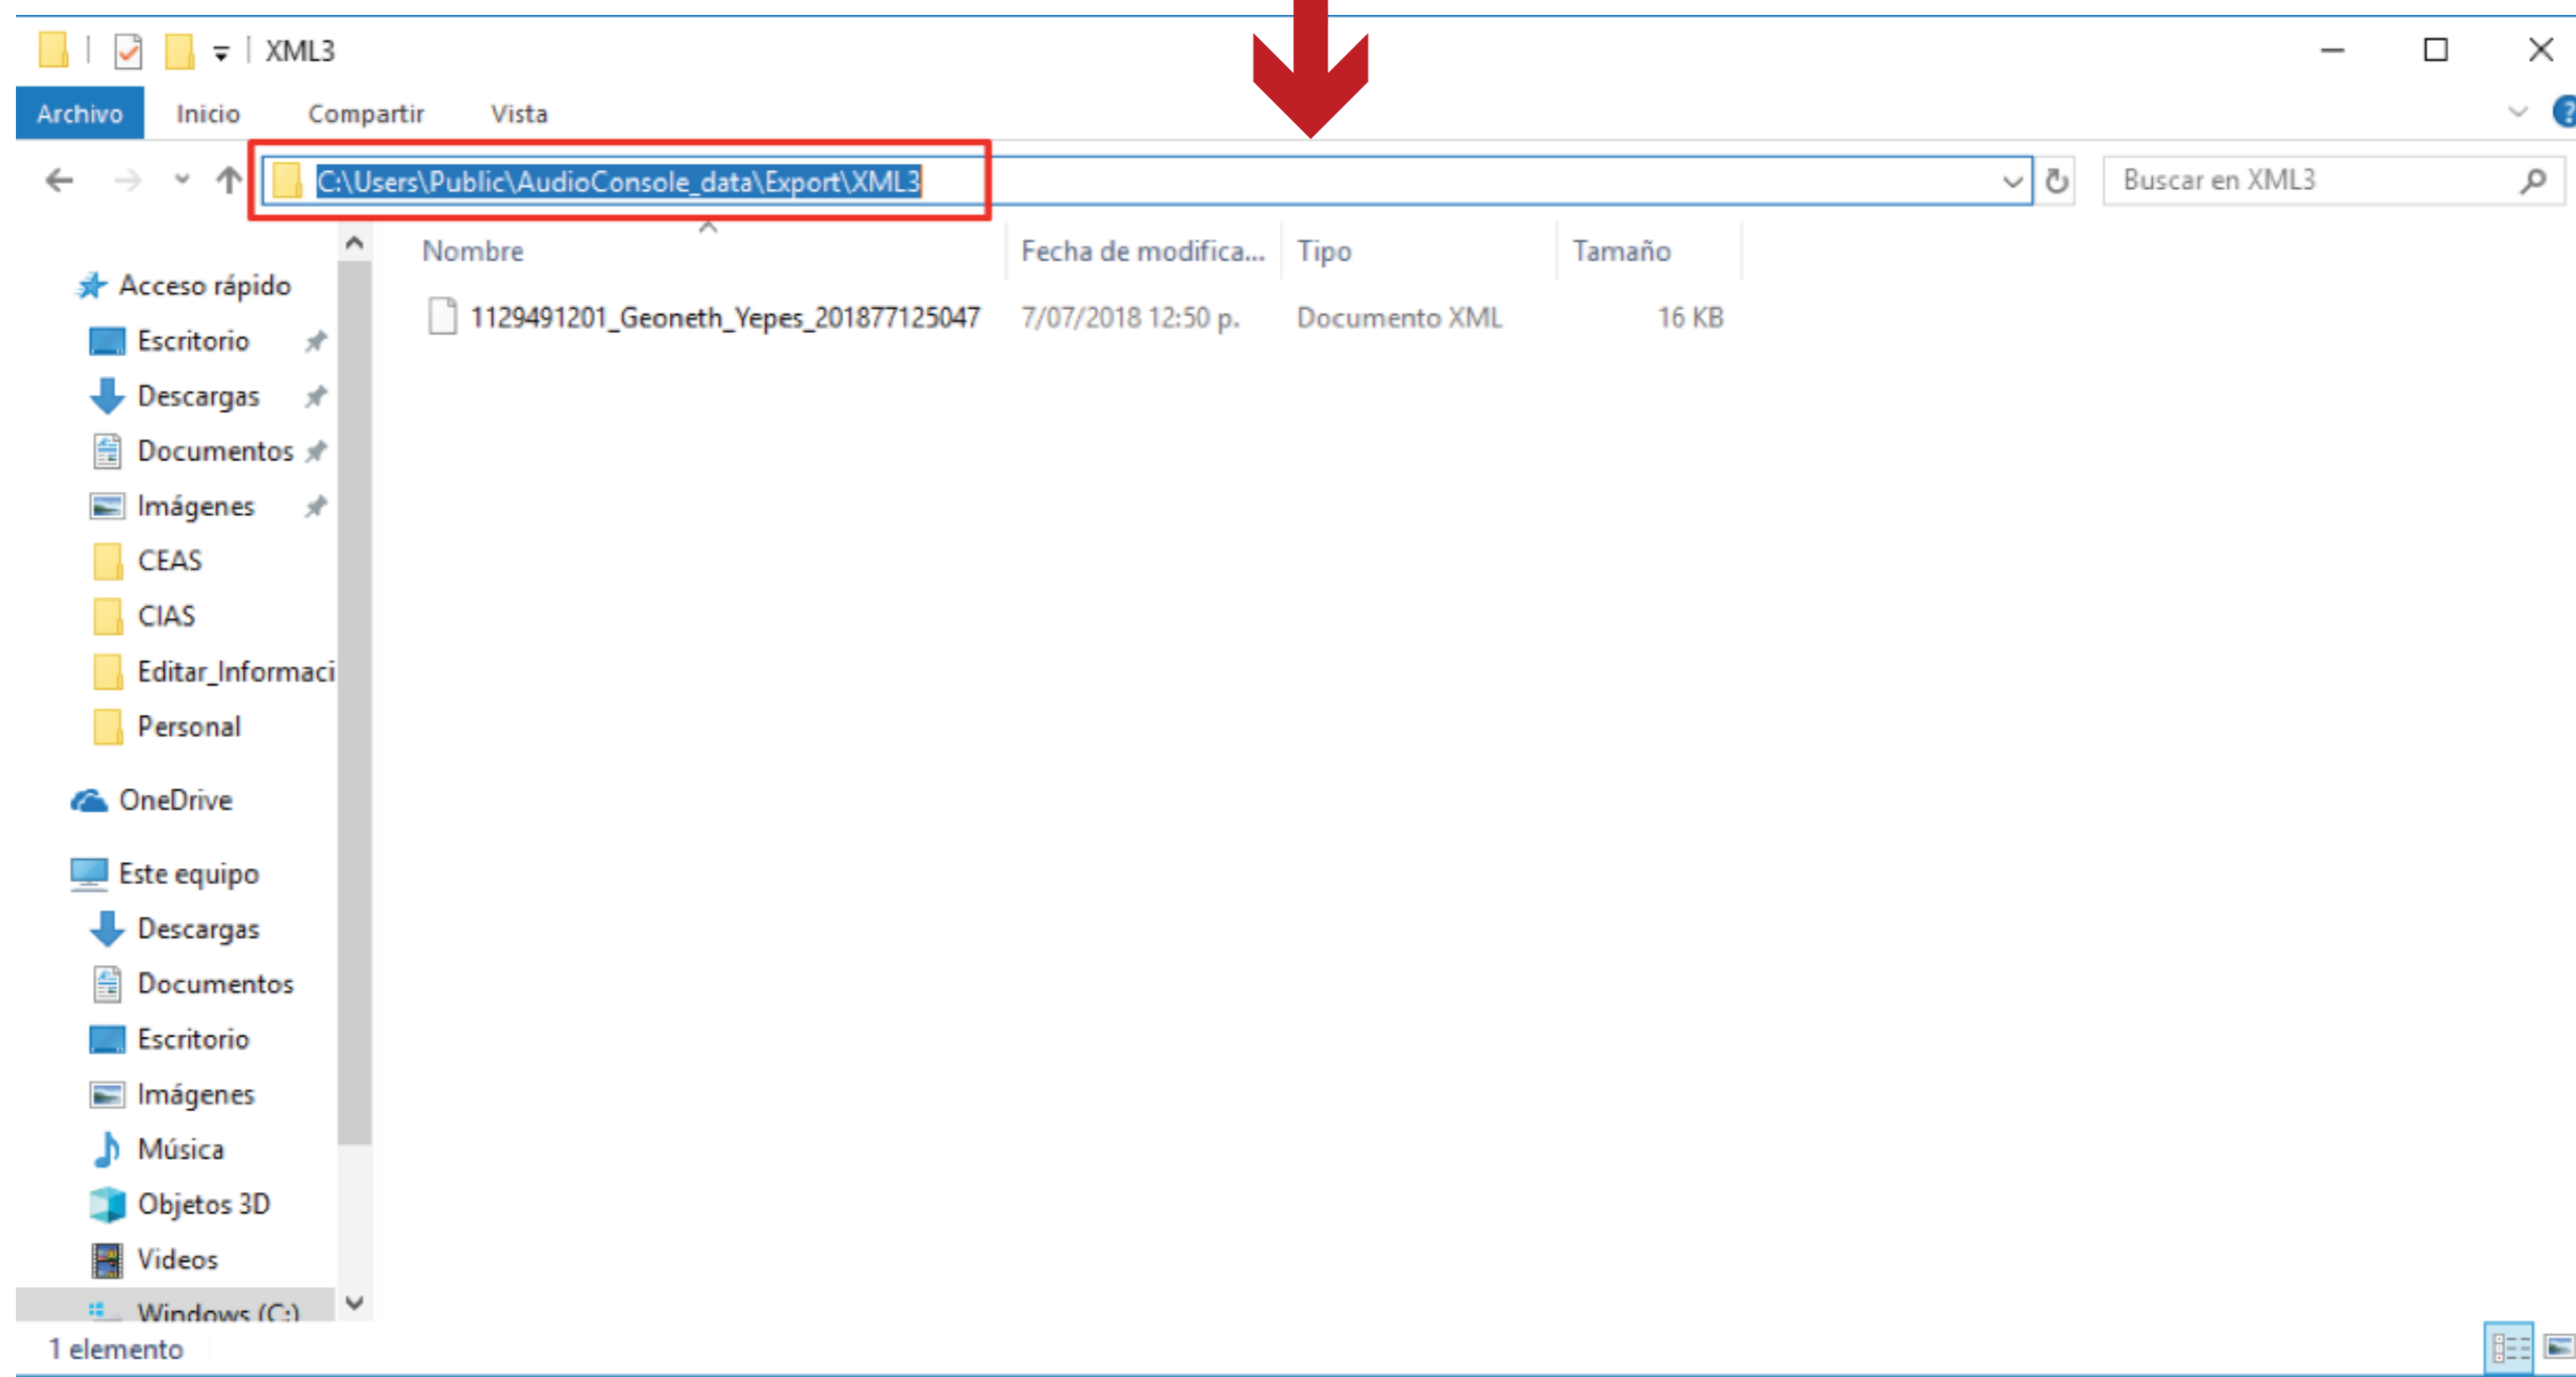 XML3
Archivo Inicio Compartir Vista
C:\Users\Public\AudioConsole_data\Export\XML3
Buscar en XML3
Nombre Fecha de modifica... Tipo Tamaño
1129491201_Geoneth_Yepes_201877125047 7/07/2018 12:50 p. Documento XML 16 KB
Acceso rápido
Escritorio
Descargas
Documentos
Imágenes
CEAS
CIAS
Editar_Informaci
Personal
OneDrive
Este equipo
Descargas
Documentos
Escritorio
Imágenes
Música
Objetos 3D
Videos
Windows (C:)
1 elemento